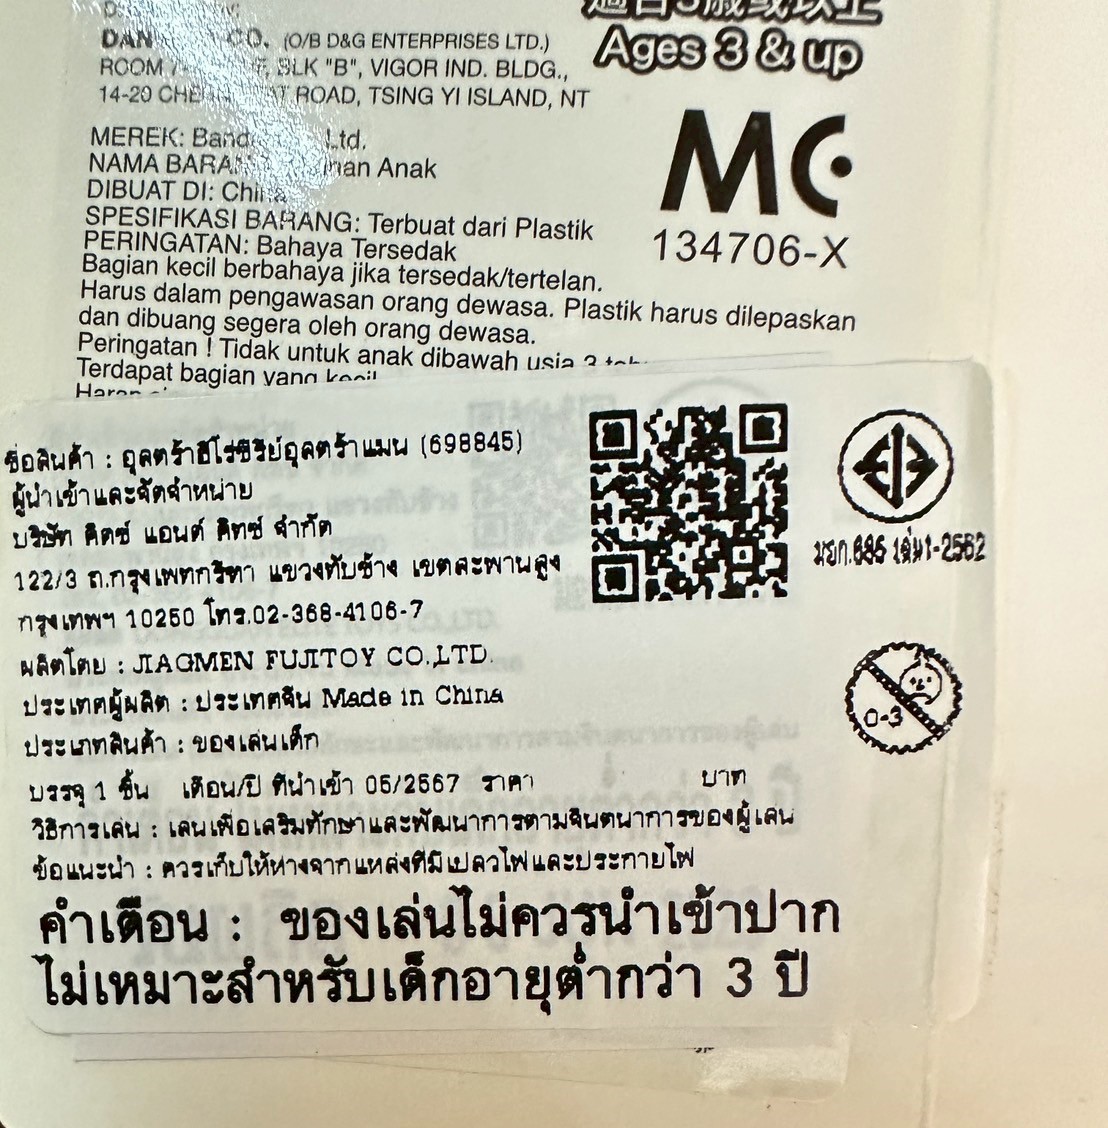 適合3歲或以上
Ages 3 & up
CO. (O/B D&G ENTERPRISES LTD.)
ROOM BLK "B", VIGOR IND. BLDG.,
14-20 ROAD, TSING YI ISLAND, NT
MC
134706-X
MEREK: Ltd.
NAMA Anak
DIBUAT DI: China
SPESIFIKASI BARANG: Terbuat dari Plastik
PERINGATAN: Bahaya Tersedak
Bagian kecil berbahaya jika tersedak/tertelan.
Harus dalam pengawasan orang dewasa. Plastik harus dilepaskan
dan dibuang segera oleh orang dewasa.
Peringatan ! Tidak untuk anak dibawah usia 3
Terdapat bagian yang kecil
ชื่อสินค้า : อุลตร้าฮีโร่ซีรี่ย์อุลตร้าแมน (698845)
ผู้นำเข้าและจัดจำหน่าย
บริษัท คิตซ์ แอนด์ คิตซ์ จำกัด
122/3 ถ.กรุงเทพกรีฑา แขวงทับช้าง เขตสะพานสูง
กรุงเทพฯ 10250 โทร.02-368-4106-7
ผลิตโดย : JIAGMEN FUJITOY CO.,LTD.
ประเทศผู้ผลิต : ประเทศจีน Made in China
ประเภทสินค้า : ของเล่นเด็ก
บรรจุ 1 ชิ้น เดือน/ปี ที่นำเข้า 05/2567 ราคา บาท
วิธีการเล่น : เล่นเพื่อเสริมทักษาและพัฒนาการตามจินตนาการของผู้เล่น
ข้อแนะนำ : ควรเก็บให้ห่างจากแหล่งที่มีเปลวไฟและประกายไฟ
คำเตือน : ของเล่นไม่ควรนำเข้าปาก
ไม่เหมาะสำหรับเด็กอายุต่ำกว่า 3 ปี
มอก.685 เล่ม1-2562
0-3